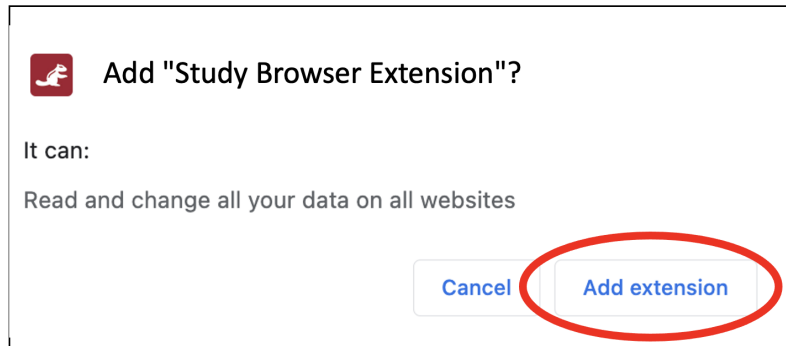 Add "Study Browser Extension"?
It can:
Read and change all your data on all websites
Cancel
Add extension